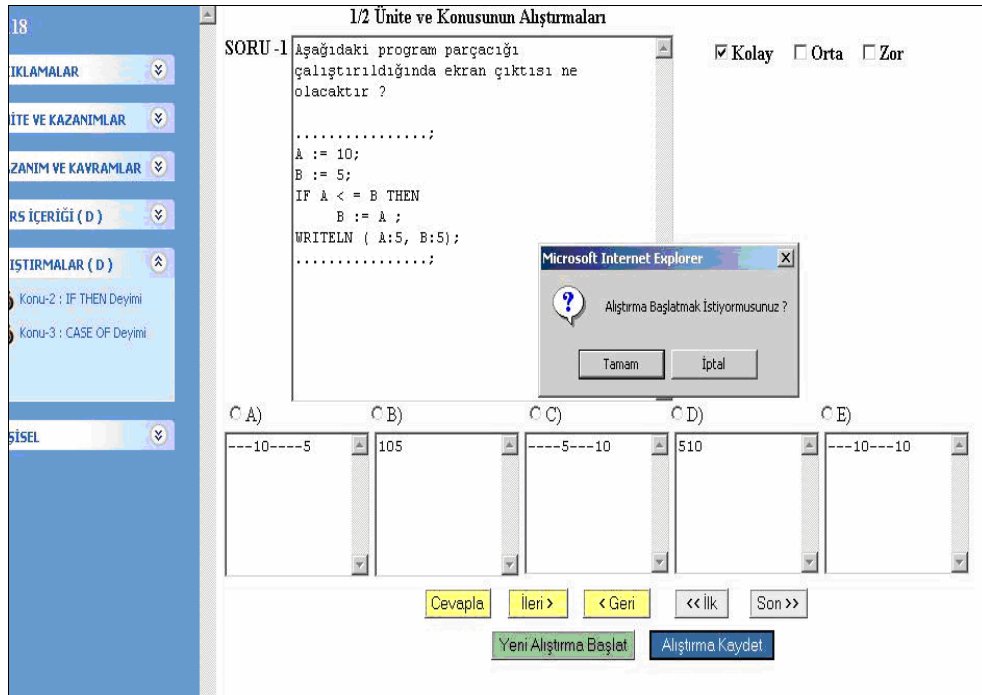 18
IKLAMALAR
İTE VE KAZANIMLAR
ZANIM VE KAVRAMLAR
RS İÇERİĞİ ( D )
IŞTIRMALAR ( D )
Konu-2 : IF THEN Deyimi
Konu-3 : CASE OF Deyimi
ŞİSEL
1/2 Ünite ve Konusunun Alıştırmaları
SORU -1
Aşağıdaki program parçacığı
çalıştırıldığında ekran çıktısı ne
olacaktır ?
................;
A := 10;
B := 5;
IF A < = B THEN
B := A ;
WRITELN ( A:5, B:5);
................;
Kolay Orta Zor
Microsoft Internet Explorer
Alıştırma Başlatmak İstiyormusunuz ?
Tamam İptal
A) B) C) D) E)
---10----5 105 ----5---10 510 ---10---10
Cevapla İleri > < Geri << İlk Son >>
Yeni Alıştırma Başlat Alıştırma Kaydet